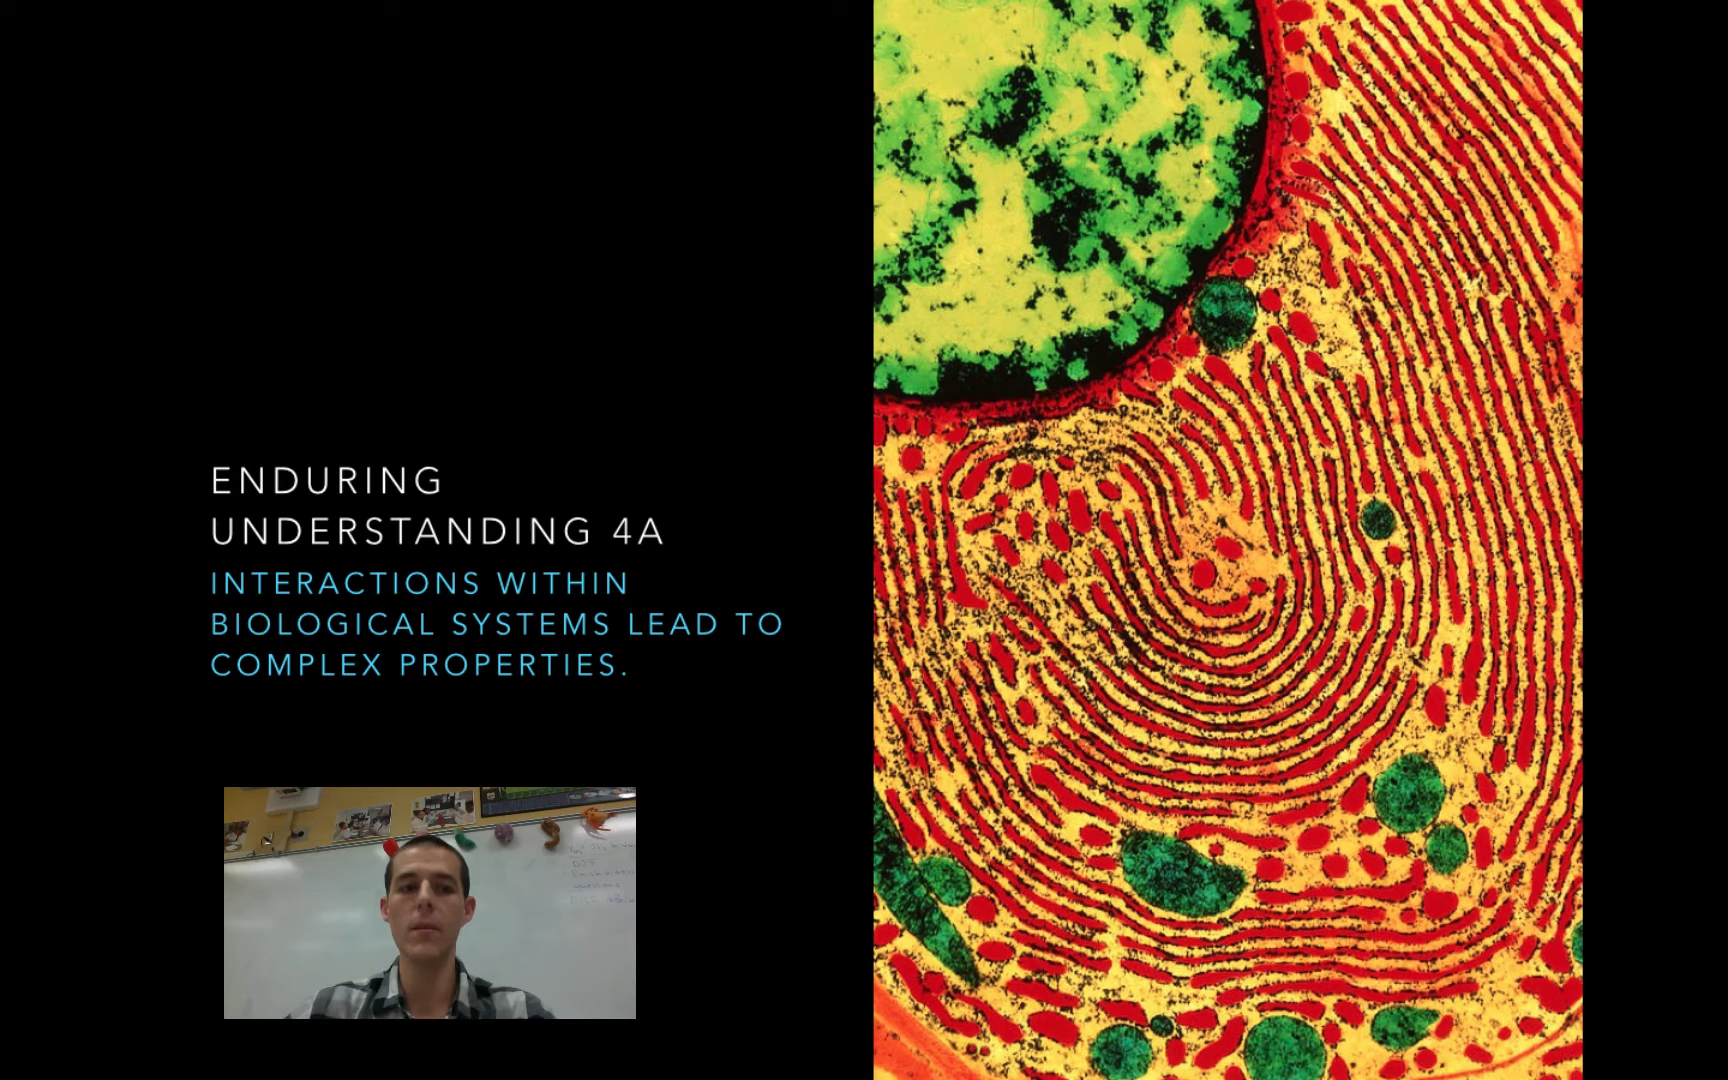 ENDURING
UNDERSTANDING 4A
INTERACTIONS WITHIN
BIOLOGICAL SYSTEMS LEAD TO
COMPLEX PROPERTIES.